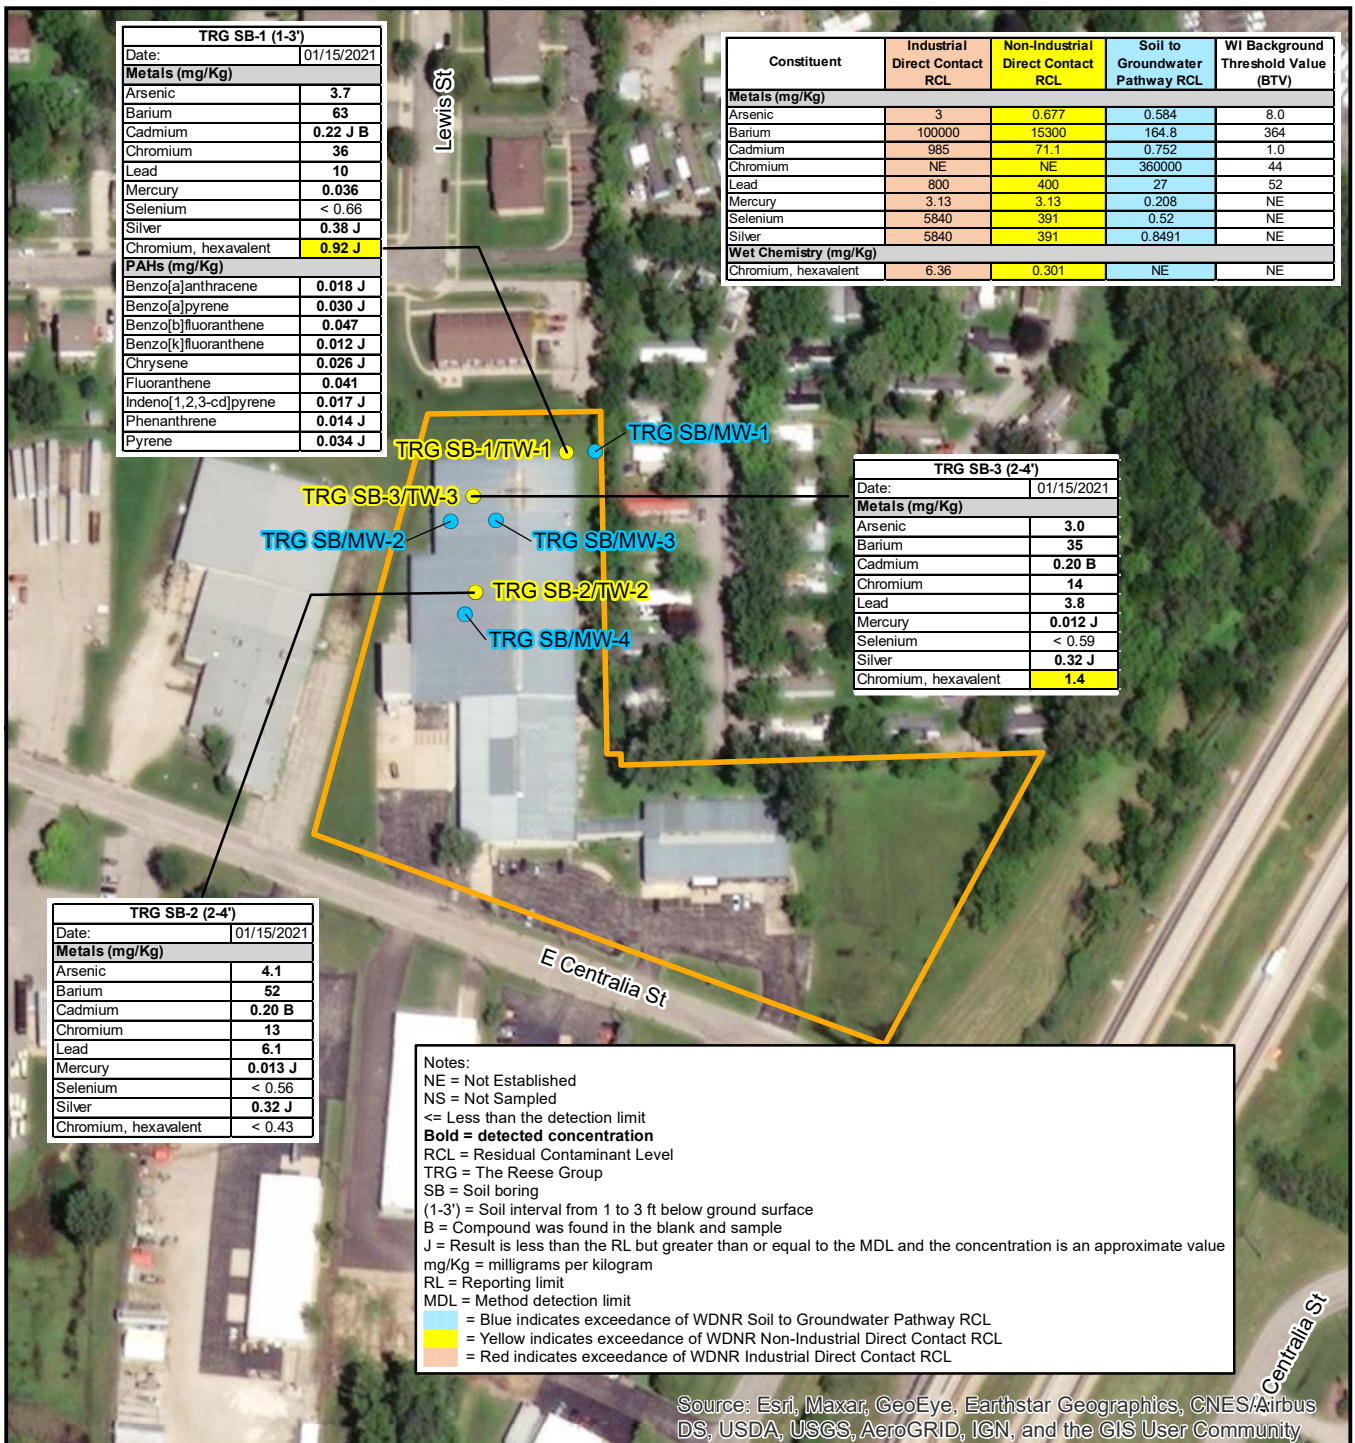 TRG SB-1 (1-3')
Date: 01/15/2021
Metals (mg/Kg)
Arsenic 3.7
Barium 63
Cadmium 0.22 J B
Chromium 36
Lead 10
Mercury 0.036
Selenium < 0.66
Silver 0.38 J
Chromium, hexavalent 0.92 J
PAHs (mg/Kg)
Benzo[a]anthracene 0.018 J
Benzo[a]pyrene 0.030 J
Benzo[b]fluoranthene 0.047
Benzo[k]fluoranthene 0.012 J
Chrysene 0.026 J
Fluoranthene 0.041
Indeno[1,2,3-cd]pyrene 0.017 J
Phenanthrene 0.014 J
Pyrene 0.034 J
Lewis St
Constituent Industrial Direct Contact RCL Non-Industrial Direct Contact RCL Soil to Groundwater Pathway RCL WI Background Threshold Value (BTV)
Metals (mg/Kg)
Arsenic 3 0.677 0.584 8.0
Barium 100000 15300 164.8 364
Cadmium 985 71.1 0.752 1.0
Chromium NE NE 360000 44
Lead 800 400 27 52
Mercury 3.13 3.13 0.208 NE
Selenium 5840 391 0.52 NE
Silver 5840 391 0.8491 NE
Wet Chemistry (mg/Kg)
Chromium, hexavalent 6.36 0.301 NE NE
TRG SB/MW-1
TRG SB-1/TW-1
TRG SB-3/TW-3
TRG SB/MW-2
TRG SB/MW-3
TRG SB-2/TW-2
TRG SB/MW-4
TRG SB-3 (2-4')
Date: 01/15/2021
Metals (mg/Kg)
Arsenic 3.0
Barium 35
Cadmium 0.20 B
Chromium 14
Lead 3.8
Mercury 0.012 J
Selenium < 0.59
Silver 0.32 J
Chromium, hexavalent 1.4
TRG SB-2 (2-4')
Date: 01/15/2021
Metals (mg/Kg)
Arsenic 4.1
Barium 52
Cadmium 0.20 B
Chromium 13
Lead 6.1
Mercury 0.013 J
Selenium < 0.56
Silver 0.32 J
Chromium, hexavalent < 0.43
E Centralia St
Notes:
NE = Not Established
NS = Not Sampled
<= Less than the detection limit
Bold = detected concentration
RCL = Residual Contaminant Level
TRG = The Reese Group
SB = Soil boring
(1-3') = Soil interval from 1 to 3 ft below ground surface
B = Compound was found in the blank and sample
J = Result is less than the RL but greater than or equal to the MDL and the concentration is an approximate value
mg/Kg = milligrams per kilogram
RL = Reporting limit
MDL = Method detection limit
= Blue indicates exceedance of WDNR Soil to Groundwater Pathway RCL
= Yellow indicates exceedance of WDNR Non-Industrial Direct Contact RCL
= Red indicates exceedance of WDNR Industrial Direct Contact RCL
Centralia St
Source: Esri, Maxar, GeoEye, Earthstar Geographics, CNES/Airbus
DS, USDA, USGS, AeroGRID, IGN, and the GIS User Community